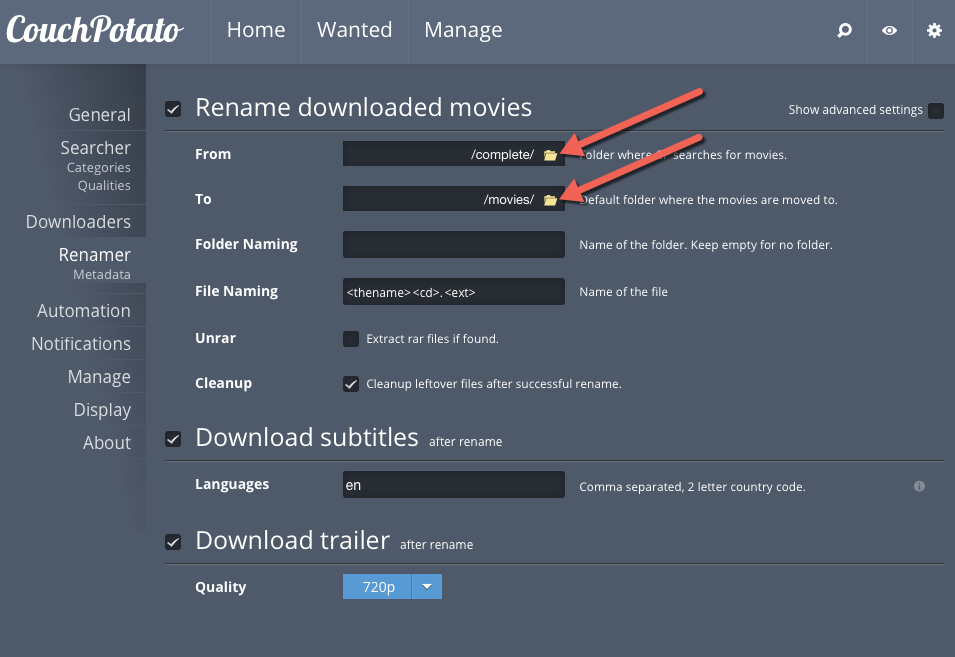 CouchPotato
Home
Wanted
Manage
General
Searcher
Categories
Qualities
Downloaders
Renamer
Metadata
Automation
Notifications
Manage
Display
About
Rename downloaded movies
Show advanced settings
From
/complete/
older where searches for movies.
To
/movies/
Default folder where the movies are moved to.
Folder Naming
Name of the folder. Keep empty for no folder.
File Naming
<thename><cd>.<ext>
Name of the file
Unrar
Extract rar files if found.
Cleanup
Cleanup leftover files after successful rename.
Download subtitles after rename
Languages
en
Comma separated, 2 letter country code.
Download trailer after rename
Quality
720p